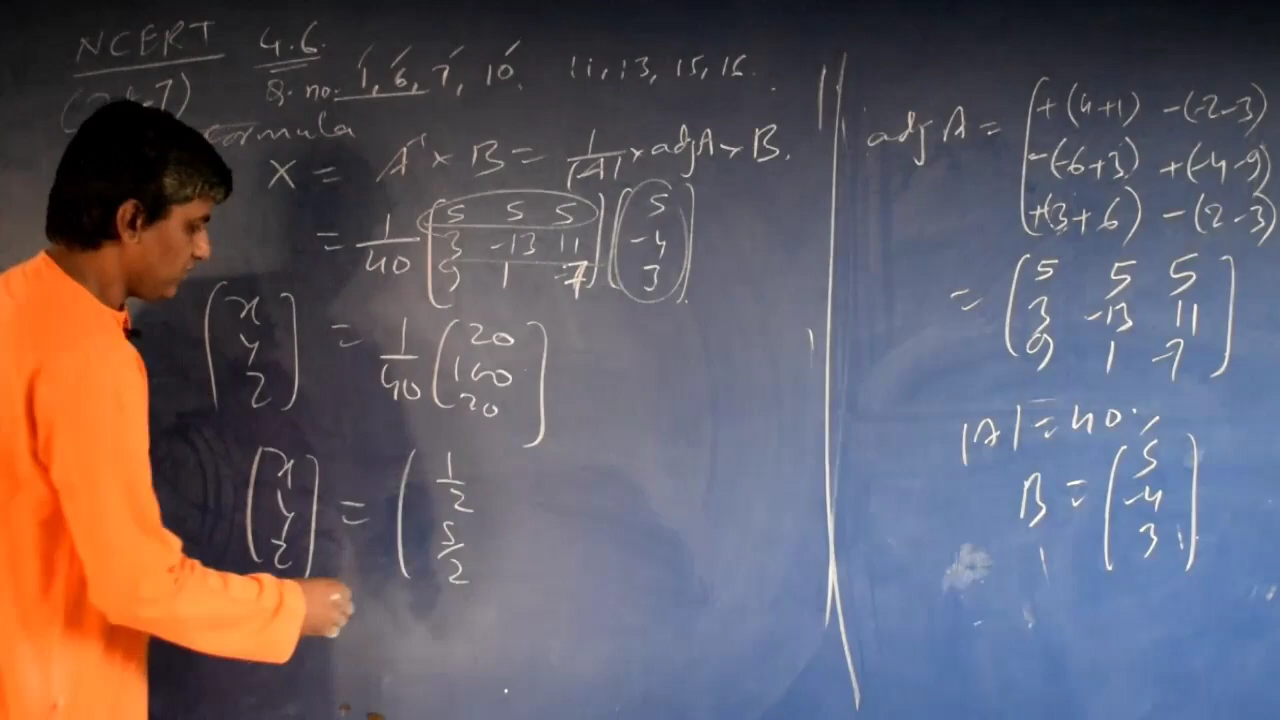 NCERT 4.6.
Q. no. 1, 6, 7, 10. 11, 13, 15, 16.
formula
X = A⁻¹ × B = 1/|A| × adjA × B.
= 1/40 [5 5 5] [5]
[3 -13 11] [-4]
[9 1 -7] [3]
(x) = 1/40 (20)
(y) (100)
(z) (20)
[x] = (1/2
[y] 5/2
[z]
adj A = [+(4+1) -(-2-3)
-(-6+3) +(-4-9)
+(3+6) -(2-3)
= (5 5 5)
(3 -13 11)
(9 1 -7)
|A| = 40.
B = (5)
(-4)
(3)